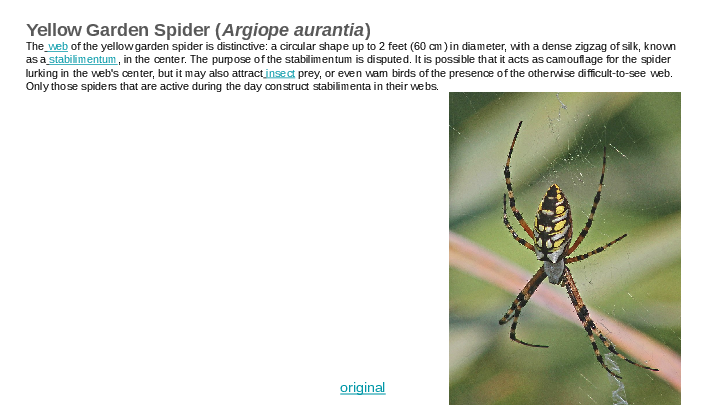 Yellow Garden Spider (Argiope aurantia)
The web of the yellow garden spider is distinctive: a circular shape up to 2 feet (60 cm) in diameter, with a dense zigzag of silk, known
as a stabilimentum, in the center. The purpose of the stabilimentum is disputed. It is possible that it acts as camouflage for the spider
lurking in the web's center, but it may also attract insect prey, or even warn birds of the presence of the otherwise difficult-to-see web.
Only those spiders that are active during the day construct stabilimenta in their webs.
original